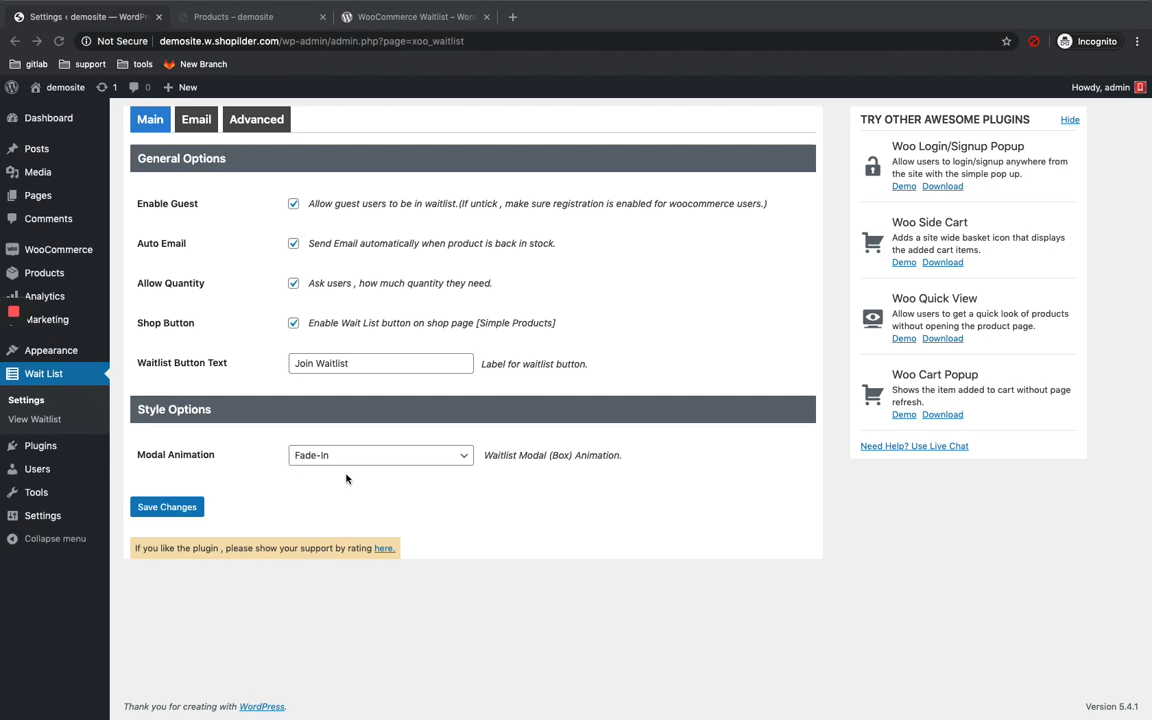 Settings ‹ demosite — WordPr
Products – demosite
WooCommerce Waitlist – Word
Not Secure
demosite.w.shopilder.com/wp-admin/admin.php?page=xoo_waitlist
Incognito
gitlab
support
tools
New Branch
demosite
1
0
New
Howdy, admin
Dashboard
Posts
Media
Pages
Comments
WooCommerce
Products
Analytics
Marketing
Appearance
Wait List
Settings
View Waitlist
Plugins
Users
Tools
Settings
Collapse menu
Main
Email
Advanced
General Options
Enable Guest
Allow guest users to be in waitlist.(If untick , make sure registration is enabled for woocommerce users.)
Auto Email
Send Email automatically when product is back in stock.
Allow Quantity
Ask users , how much quantity they need.
Shop Button
Enable Wait List button on shop page [Simple Products]
Waitlist Button Text
Join Waitlist
Label for waitlist button.
Style Options
Modal Animation
Fade-In
Waitlist Modal (Box) Animation.
Save Changes
If you like the plugin , please show your support by rating here.
TRY OTHER AWESOME PLUGINS
Hide
Woo Login/Signup Popup
Allow users to login/signup anywhere from
the site with the simple pop up.
Demo Download
Woo Side Cart
Adds a site wide basket icon that displays
the added cart items.
Demo Download
Woo Quick View
Allow users to get a quick look of products
without opening the product page.
Demo Download
Woo Cart Popup
Shows the item added to cart without page
refresh.
Demo Download
Need Help? Use Live Chat
Thank you for creating with WordPress.
Version 5.4.1